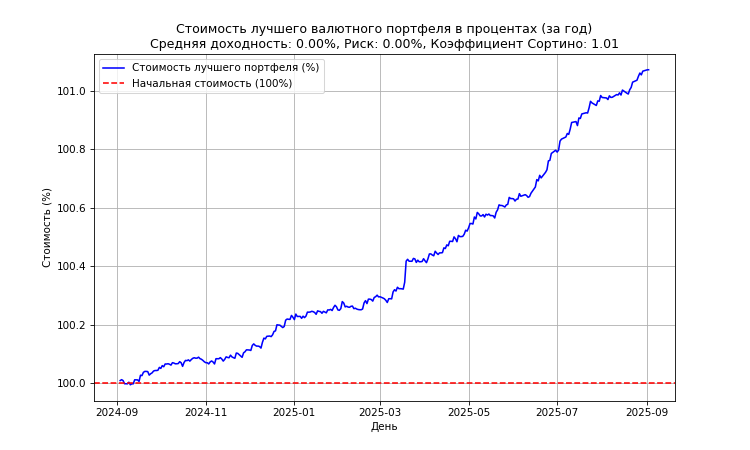 Стоимость лучшего валютного портфеля в процентах (за год)
Средняя доходность: 0.00%, Риск: 0.00%, Коэффициент Сортино: 1.01
Стоимость лучшего портфеля (%)
Начальная стоимость (100%)
Стоимость (%)
101.0
100.8
100.6
100.4
100.2
100.0
2024-09
2024-11
2025-01
2025-03
2025-05
2025-07
2025-09
День